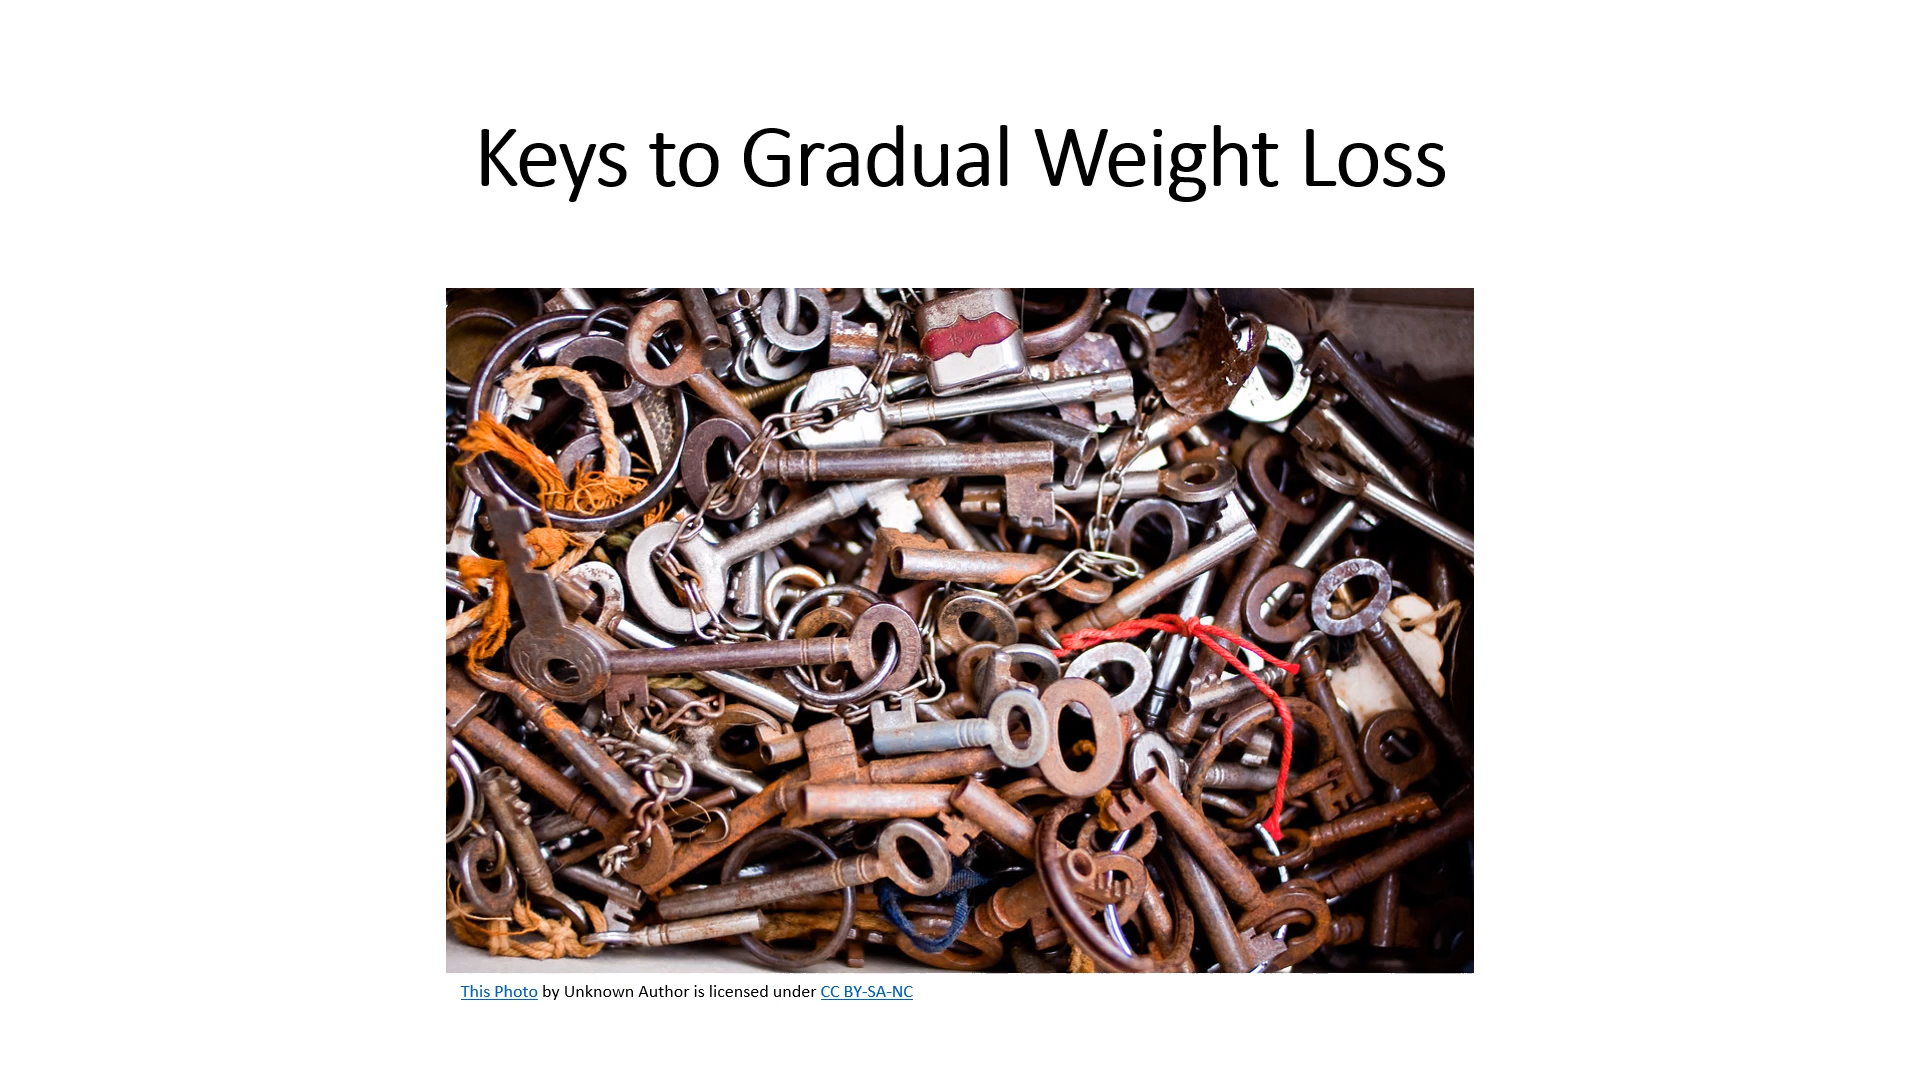 Keys to Gradual Weight Loss
This Photo by Unknown Author is licensed under CC BY-SA-NC